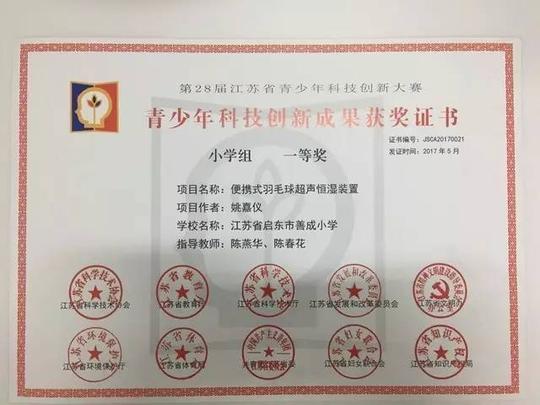 第28届江苏省青少年科技创新大赛
青少年科技创新成果获奖证书
证书编号: JSCA20170021
发证时间: 2017 年 5 月
小学组 一等奖
项目名称: 便携式羽毛球超声恒湿装置
项目作者: 姚嘉仪
学校名称: 江苏省启东市善成小学
指导教师: 陈燕华、陈春花
江苏省科学技术协会 江苏省教育厅 江苏省科学技术厅 江苏省发展和改革委员会 江苏省文明办
江苏省环境保护厅 江苏省体育局 江苏省妇女联合会 江苏省知识产权局